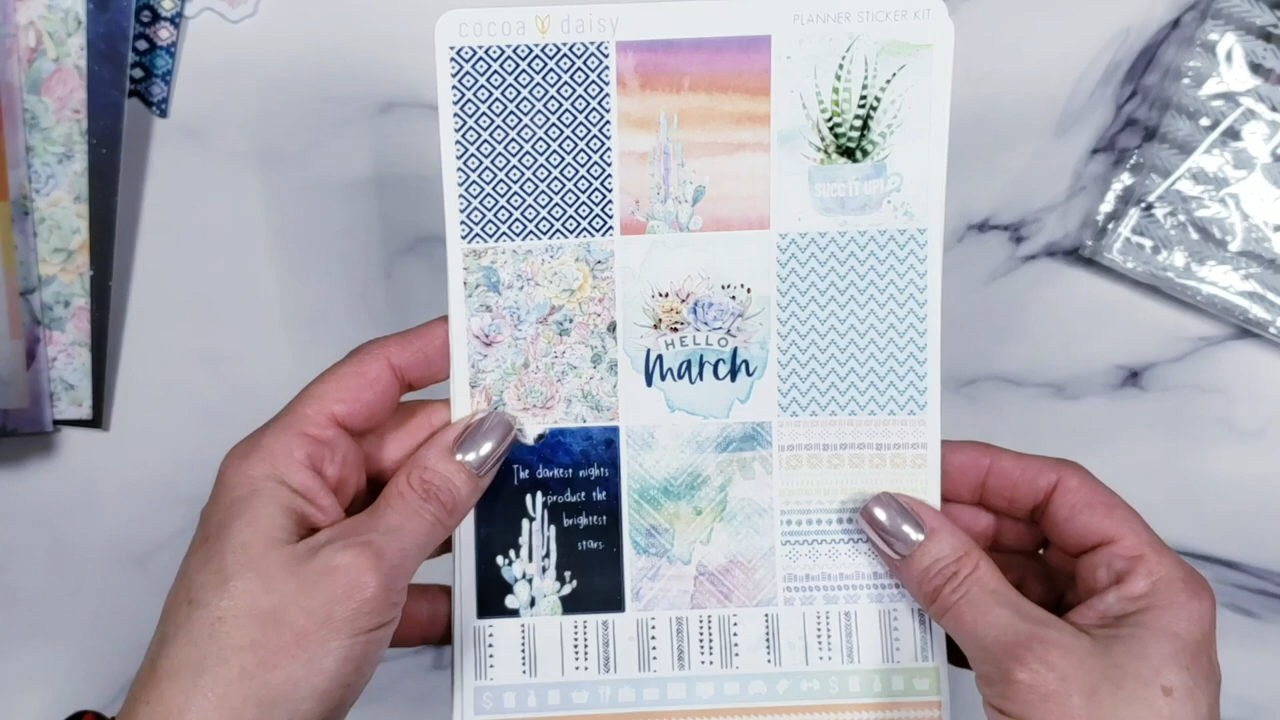 cocoa daisy
PLANNER STICKER KIT
SUCC IT UP!
HELLO
march
The darkest nights
produce the
brightest
stars.
$
$